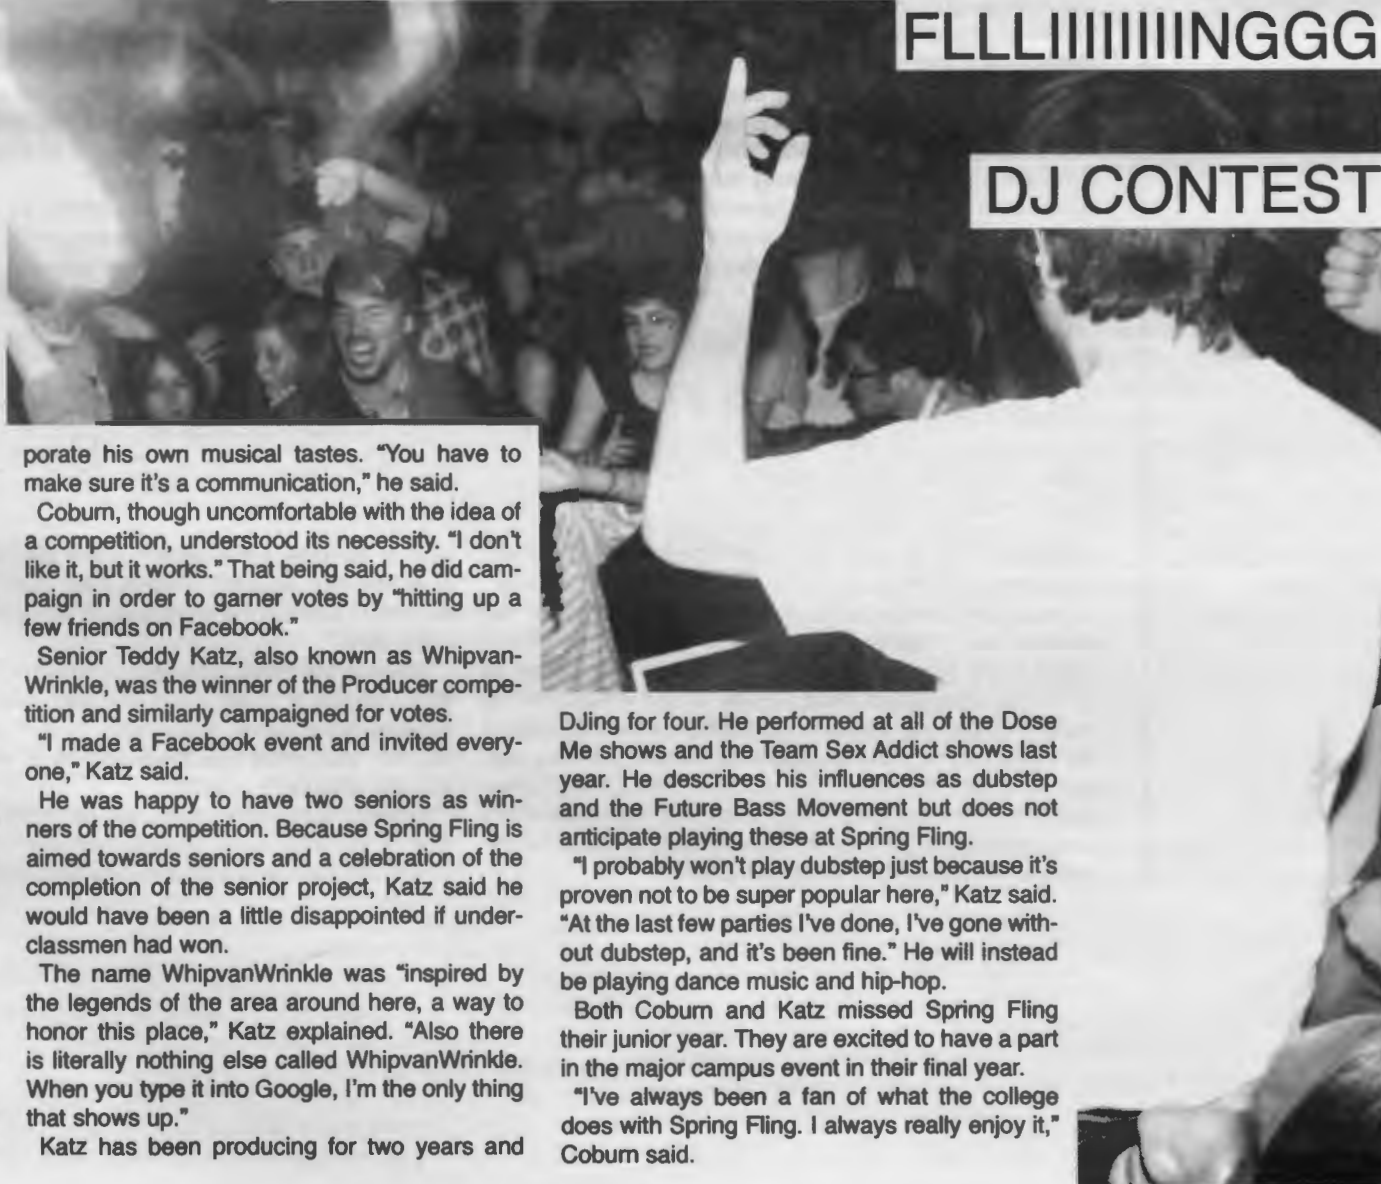 FLLLIIIIIIIINGGG
DJ CONTEST
porate his own musical tastes. “You have to
make sure it's a communication,” he said.
Coburn, though uncomfortable with the idea of
a competition, understood its necessity. “I don't
like it, but it works.” That being said, he did cam-
paign in order to garner votes by “hitting up a
few friends on Facebook.”
Senior Teddy Katz, also known as Whipvan-
Wrinkle, was the winner of the Producer compe-
tition and similarly campaigned for votes.
“I made a Facebook event and invited every-
one,” Katz said.
He was happy to have two seniors as win-
ners of the competition. Because Spring Fling is
aimed towards seniors and a celebration of the
completion of the senior project, Katz said he
would have been a little disappointed if under-
classmen had won.
The name WhipvanWrinkle was “inspired by
the legends of the area around here, a way to
honor this place,” Katz explained. “Also there
is literally nothing else called WhipvanWrinkle.
When you type it into Google, I'm the only thing
that shows up.”
Katz has been producing for two years and
DJing for four. He performed at all of the Dose
Me shows and the Team Sex Addict shows last
year. He describes his influences as dubstep
and the Future Bass Movement but does not
anticipate playing these at Spring Fling.
“I probably won't play dubstep just because it's
proven not to be super popular here,” Katz said.
“At the last few parties I've done, I've gone with-
out dubstep, and it's been fine.” He will instead
be playing dance music and hip-hop.
Both Coburn and Katz missed Spring Fling
their junior year. They are excited to have a part
in the major campus event in their final year.
“I've always been a fan of what the college
does with Spring Fling. I always really enjoy it,”
Coburn said.